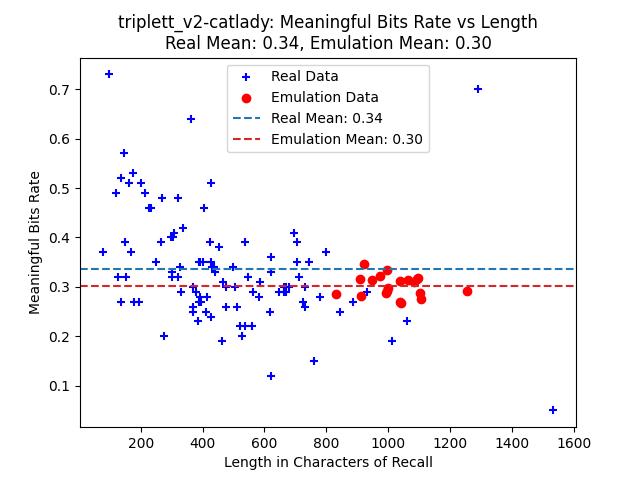 triplett_v2-catlady: Meaningful Bits Rate vs Length
Real Mean: 0.34, Emulation Mean: 0.30
Real Data
Emulation Data
Real Mean: 0.34
Emulation Mean: 0.30
Meaningful Bits Rate
0.7
0.6
0.5
0.4
0.3
0.2
0.1
200 400 600 800 1000 1200 1400 1600
Length in Characters of Recall